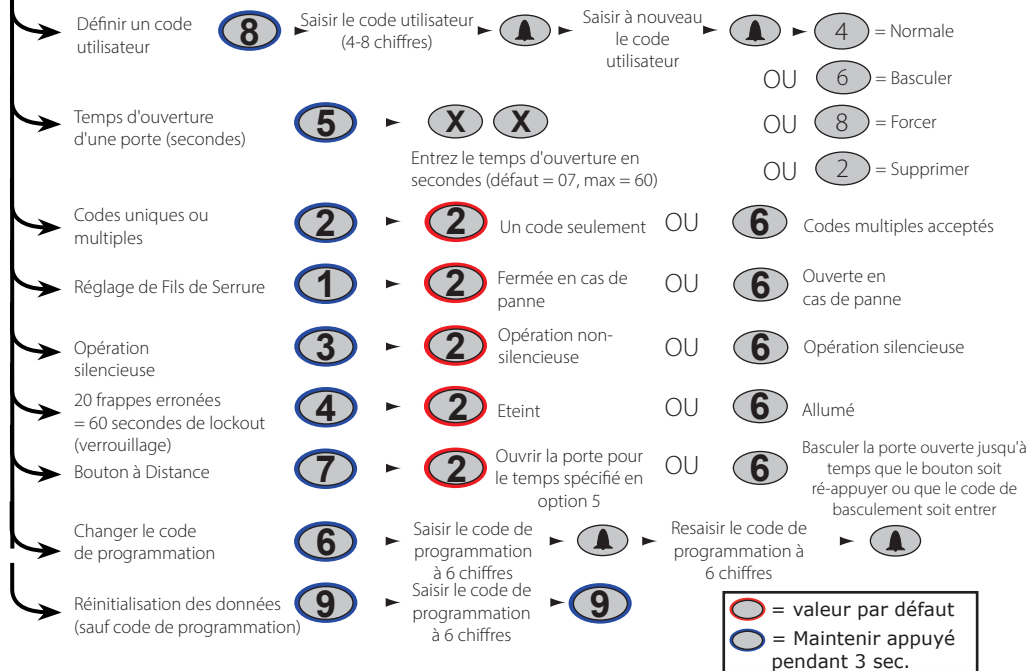 Définir un code
utilisateur
8
Saisir le code utilisateur
(4-8 chiffres)
Saisir à nouveau
le code
utilisateur
4 = Normale
OU 6 = Basculer
OU 8 = Forcer
OU 2 = Supprimer
Temps d'ouverture
d'une porte (secondes)
5
X X
Entrez le temps d'ouverture en
secondes (défaut = 07, max = 60)
Codes uniques ou
multiples
2
2 Un code seulement OU 6 Codes multiples acceptés
Réglage de Fils de Serrure
1
2
Fermée en cas de
panne
OU 6
Ouverte en
cas de panne
Opération
silencieuse
3
2
Opération non-
silencieuse
OU 6 Opération silencieuse
20 frappes erronées
= 60 secondes de lockout
(verrouillage)
4
2 Eteint OU 6 Allumé
Bouton à Distance
7
2
Ouvrir la porte pour
le temps spécifié en
option 5
OU 6
Basculer la porte ouverte jusqu'à
temps que le bouton soit
ré-appuyer ou que le code de
basculement soit entrer
Changer le code
de programmation
6
Saisir le code de
programmation
à 6 chiffres
Resaisir le code de
programmation à
6 chiffres
Réinitialisation des données
(sauf code de programmation)
9
Saisir le code de
programmation
à 6 chiffres
9
= valeur par défaut
= Maintenir appuyé
pendant 3 sec.